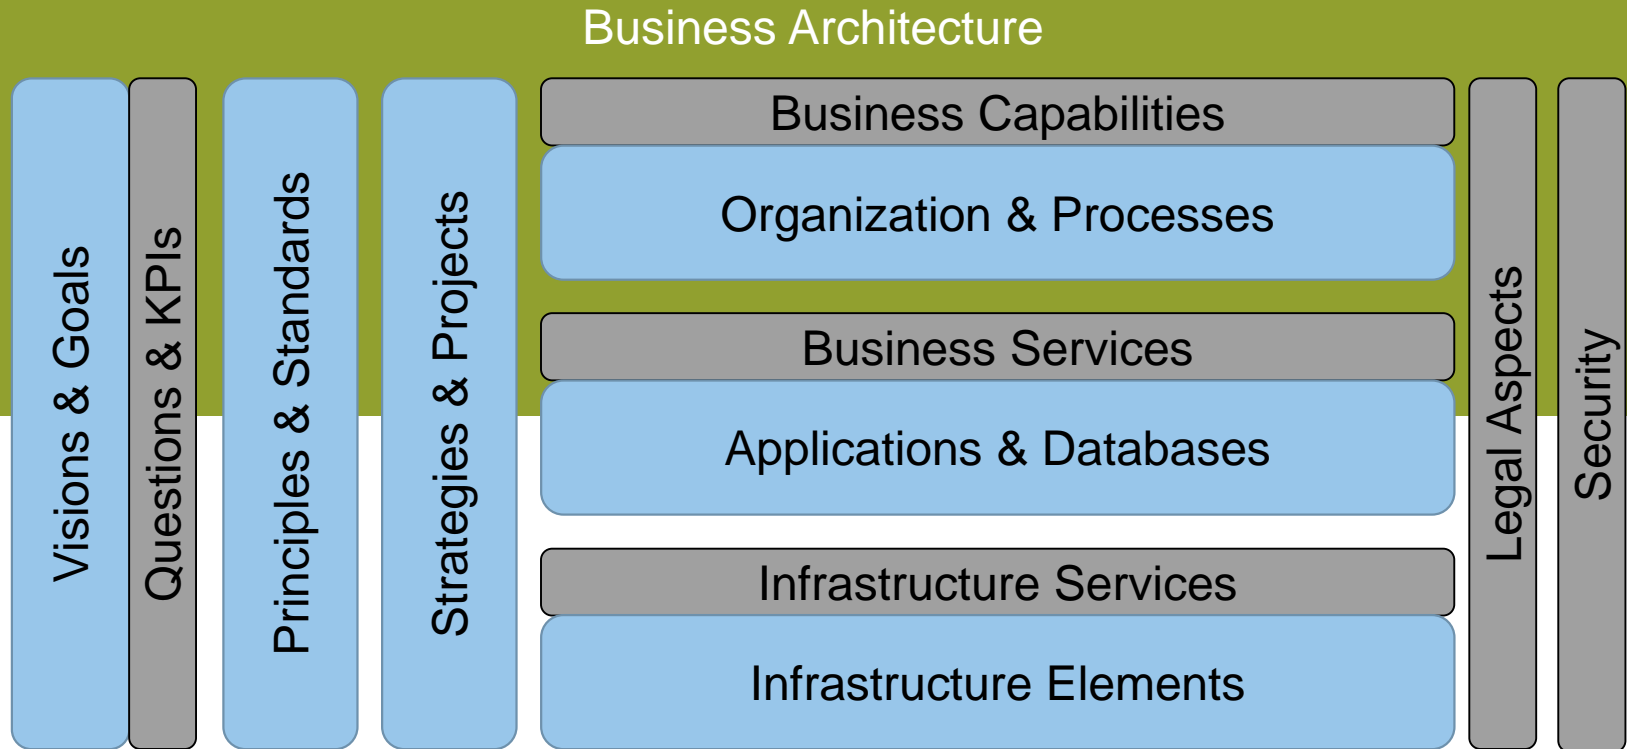 Business Architecture
Visions & Goals
Questions & KPIs
Principles & Standards
Strategies & Projects
Business Capabilities
Organization & Processes
Business Services
Applications & Databases
Infrastructure Services
Infrastructure Elements
Legal Aspects
Security